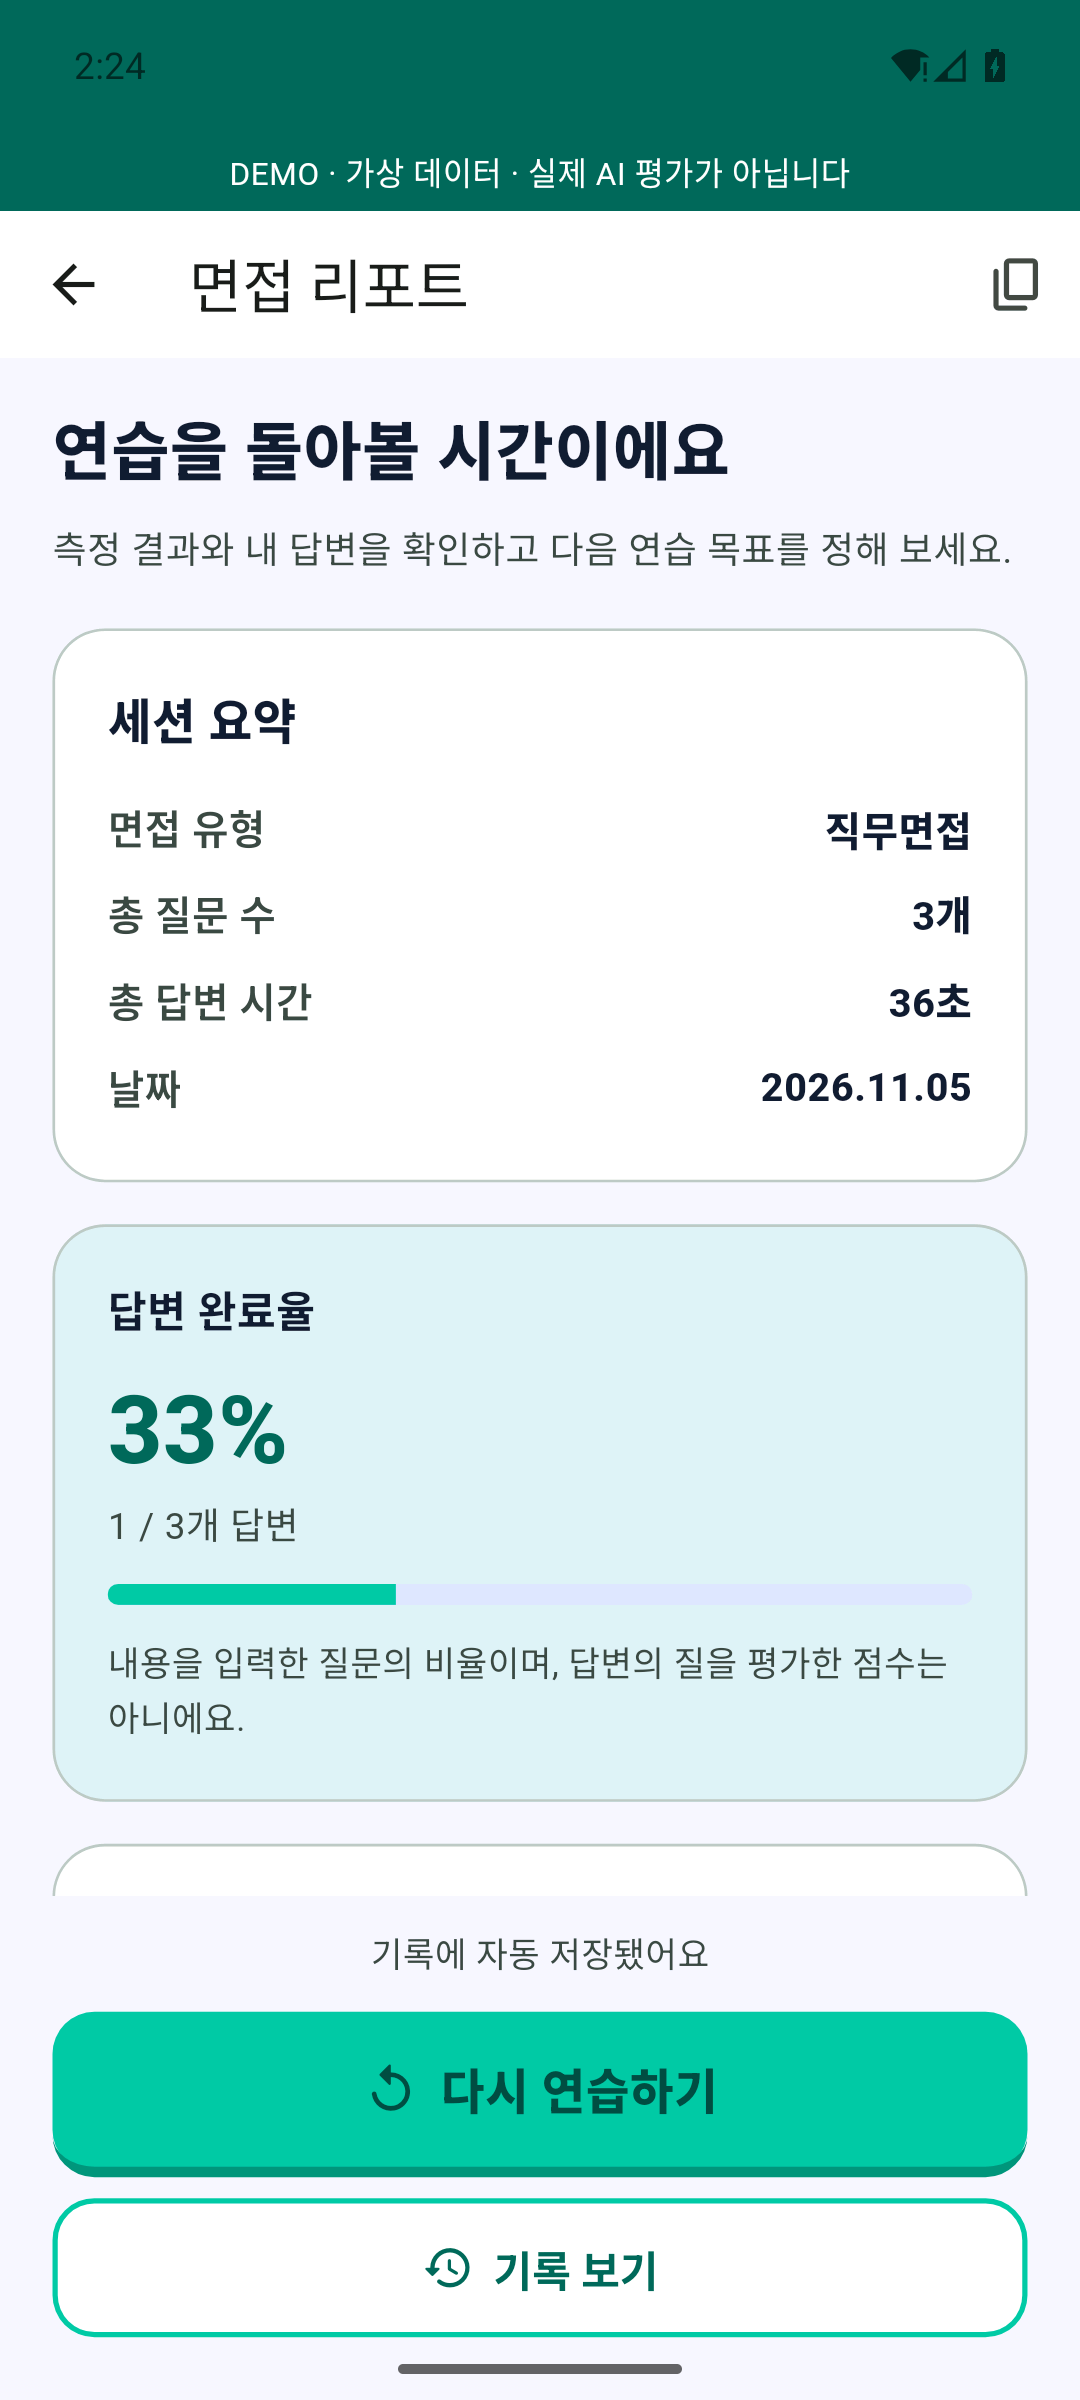 2:24
DEMO · 가상 데이터 · 실제 AI 평가가 아닙니다
면접 리포트
연습을 돌아볼 시간이에요
측정 결과와 내 답변을 확인하고 다음 연습 목표를 정해 보세요.
세션 요약
면접 유형 직무면접
총 질문 수 3개
총 답변 시간 36초
날짜 2026.11.05
답변 완료율
33%
1 / 3개 답변
내용을 입력한 질문의 비율이며, 답변의 질을 평가한 점수는
아니에요.
기록에 자동 저장됐어요
다시 연습하기
기록 보기